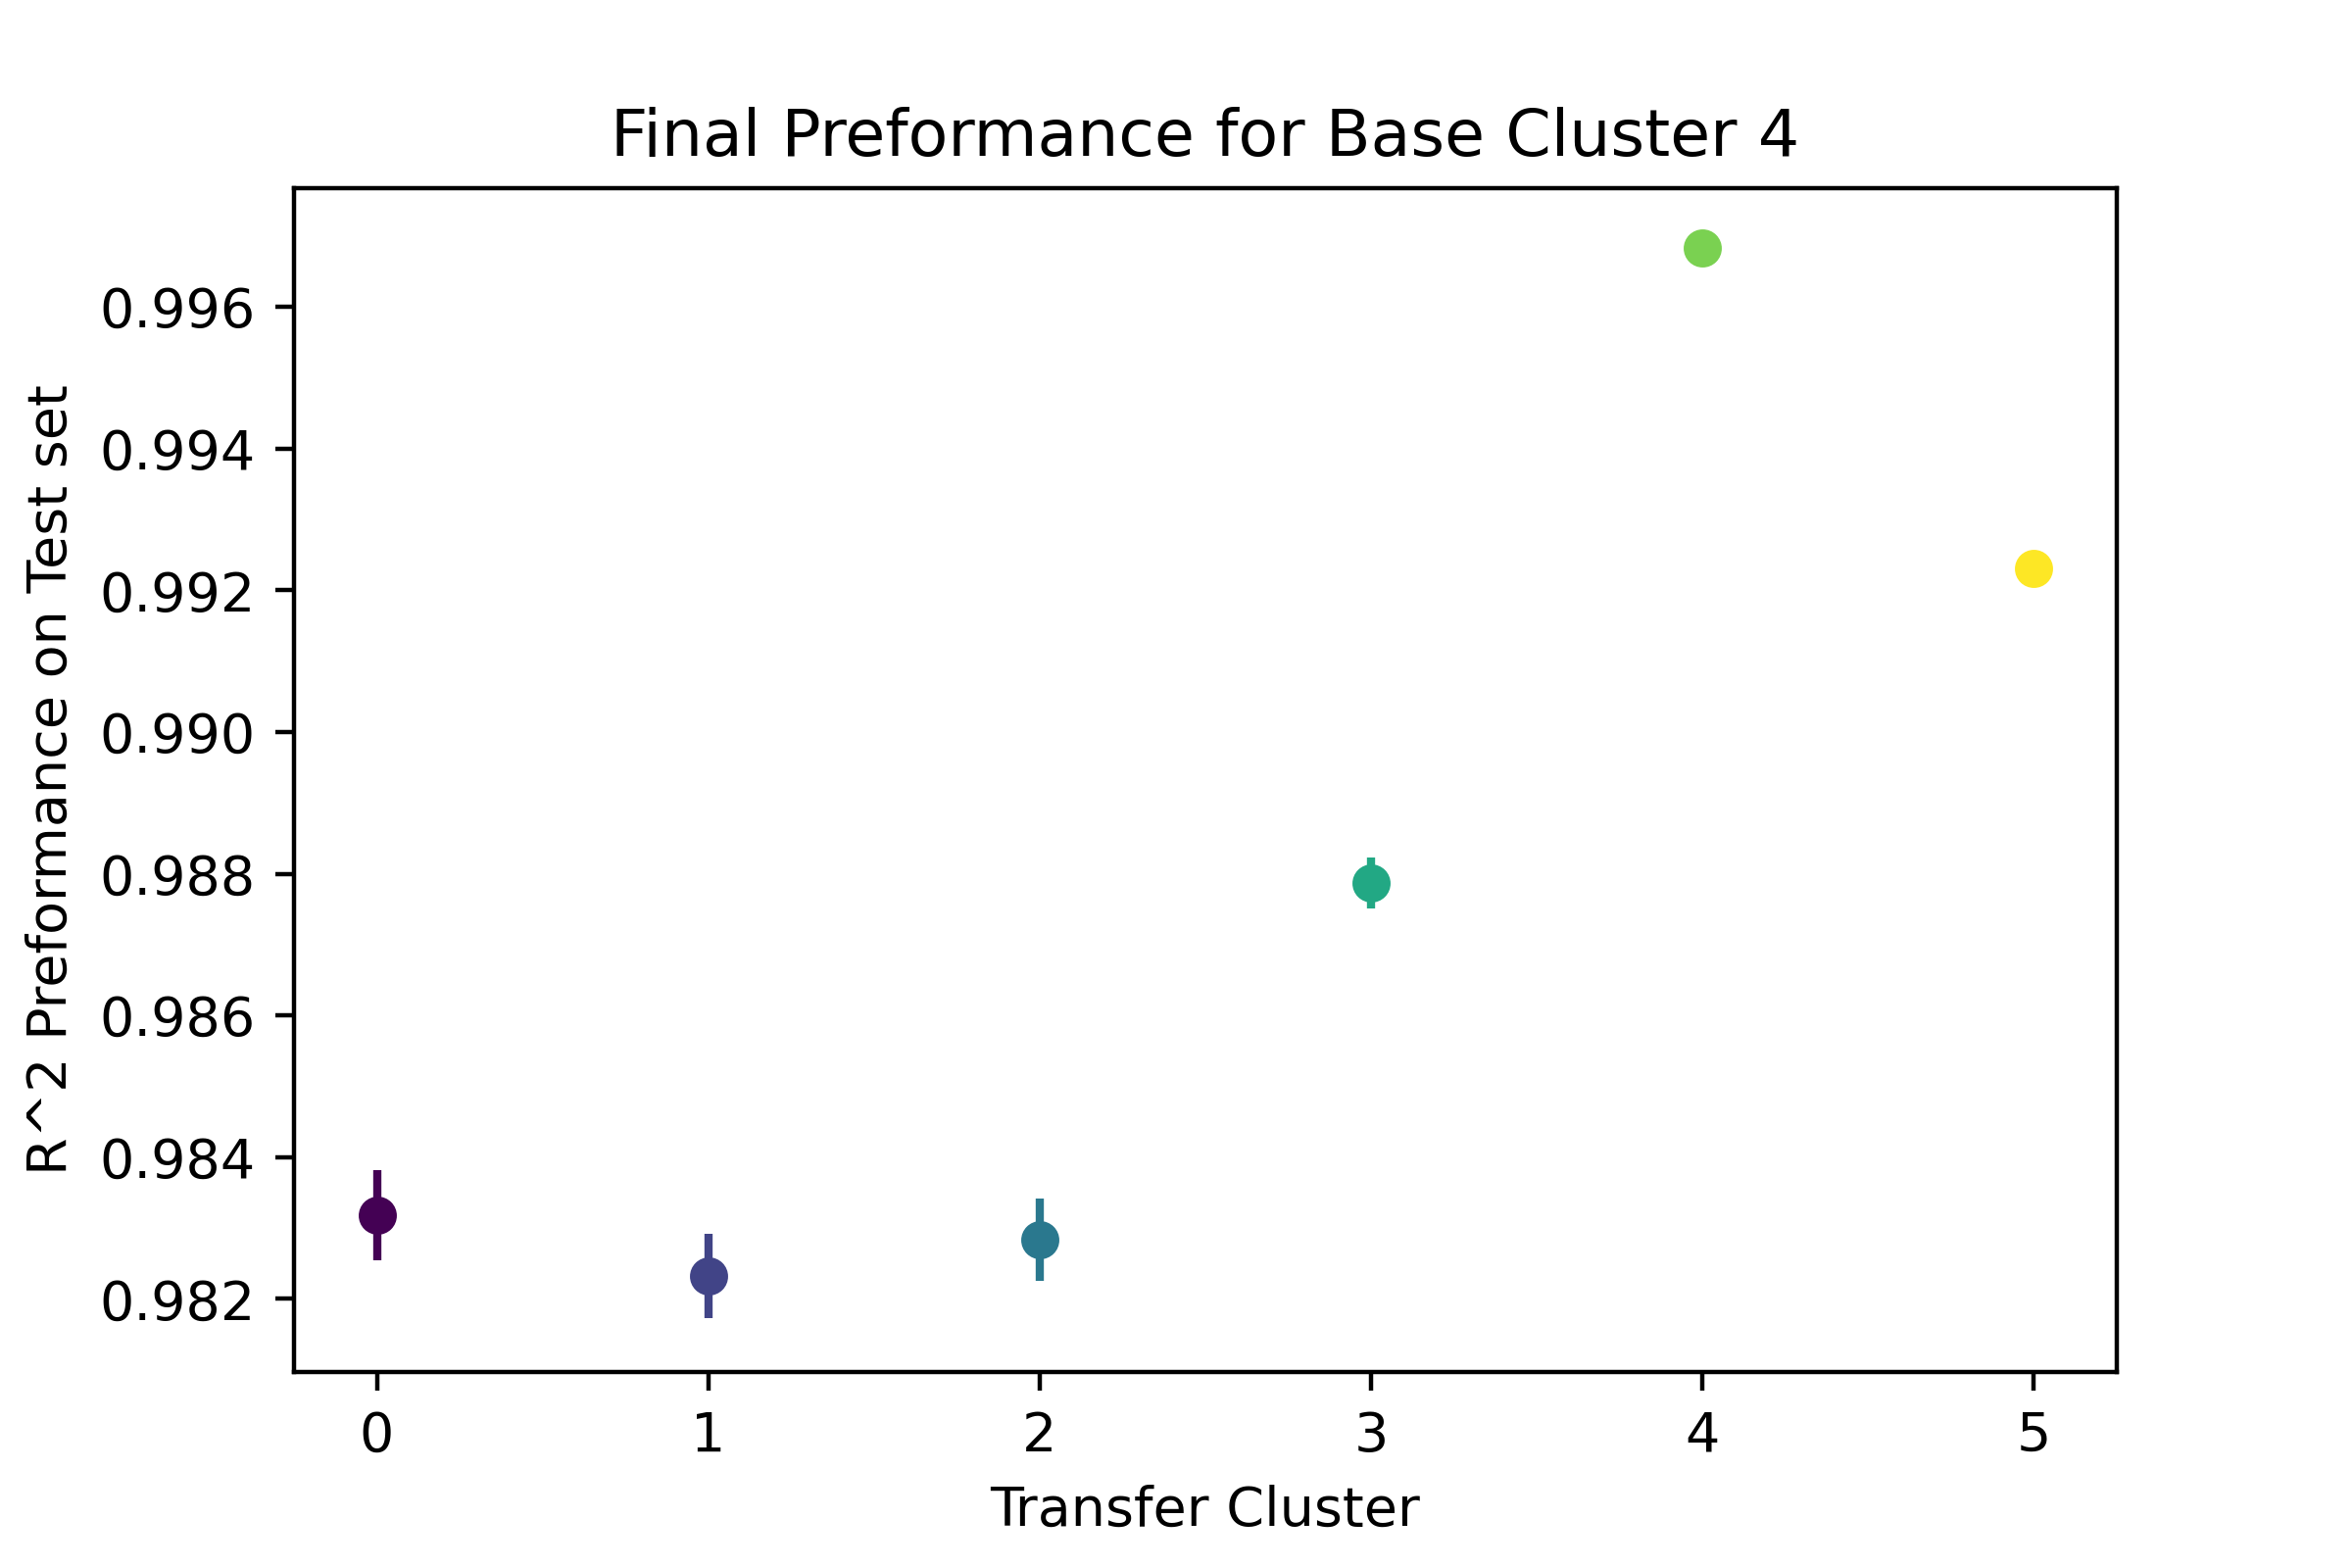 Final Preformance for Base Cluster 4
R^2 Preformance on Test set
0.996
0.994
0.992
0.990
0.988
0.986
0.984
0.982
0 1 2 3 4 5
Transfer Cluster